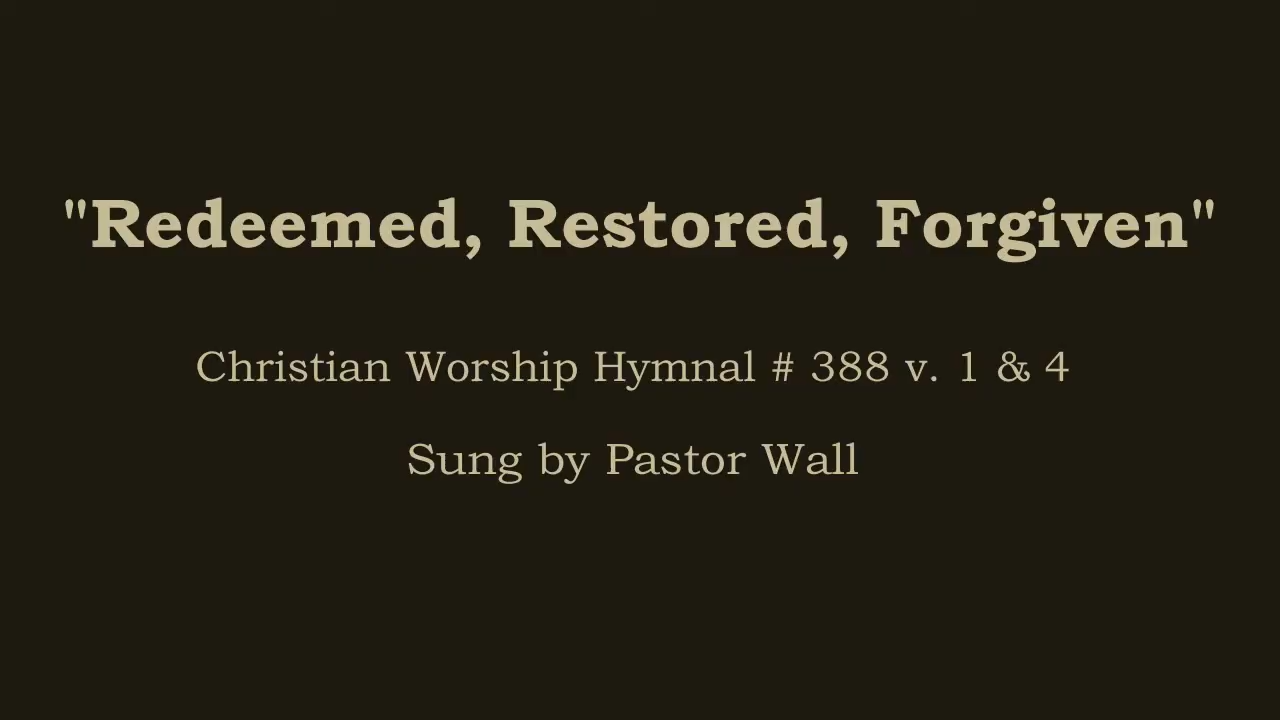 "Redeemed, Restored, Forgiven"
Christian Worship Hymnal # 388 v. 1 & 4
Sung by Pastor Wall